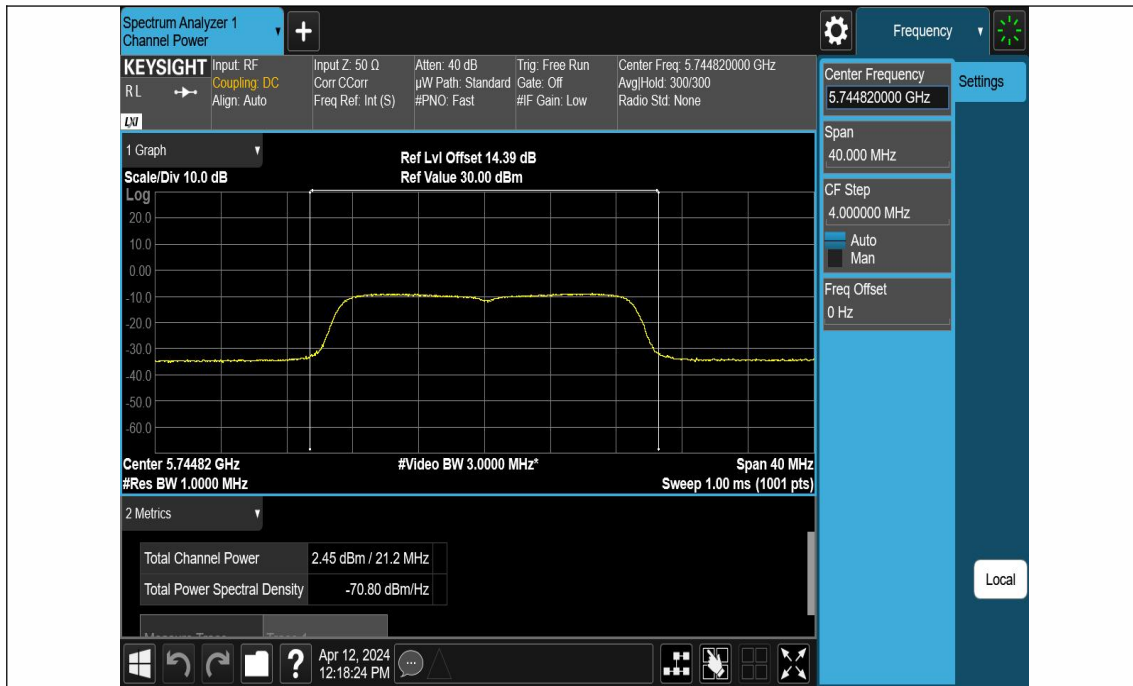 Spectrum Analyzer 1
Channel Power
Frequency
KEYSIGHT
RL
LXI
Input: RF
Coupling: DC
Align: Auto
Input Z: 50 Ω
Corr CCorr
Freq Ref: Int (S)
Atten: 40 dB
µW Path: Standard
#PNO: Fast
Trig: Free Run
Gate: Off
#IF Gain: Low
Center Freq: 5.744820000 GHz
Avg|Hold: 300/300
Radio Std: None
Center Frequency
5.744820000 GHz
Settings
Span
40.000 MHz
CF Step
4.000000 MHz
Auto
Man
Freq Offset
0 Hz
1 Graph
Scale/Div 10.0 dB
Ref Lvl Offset 14.39 dB
Ref Value 30.00 dBm
Log
20.0
10.0
0.00
-10.0
-20.0
-30.0
-40.0
-50.0
-60.0
Center 5.74482 GHz
#Video BW 3.0000 MHz*
Span 40 MHz
#Res BW 1.0000 MHz
Sweep 1.00 ms (1001 pts)
2 Metrics
Total Channel Power 2.45 dBm / 21.2 MHz
Total Power Spectral Density -70.80 dBm/Hz
Local
?
Apr 12, 2024
12:18:24 PM